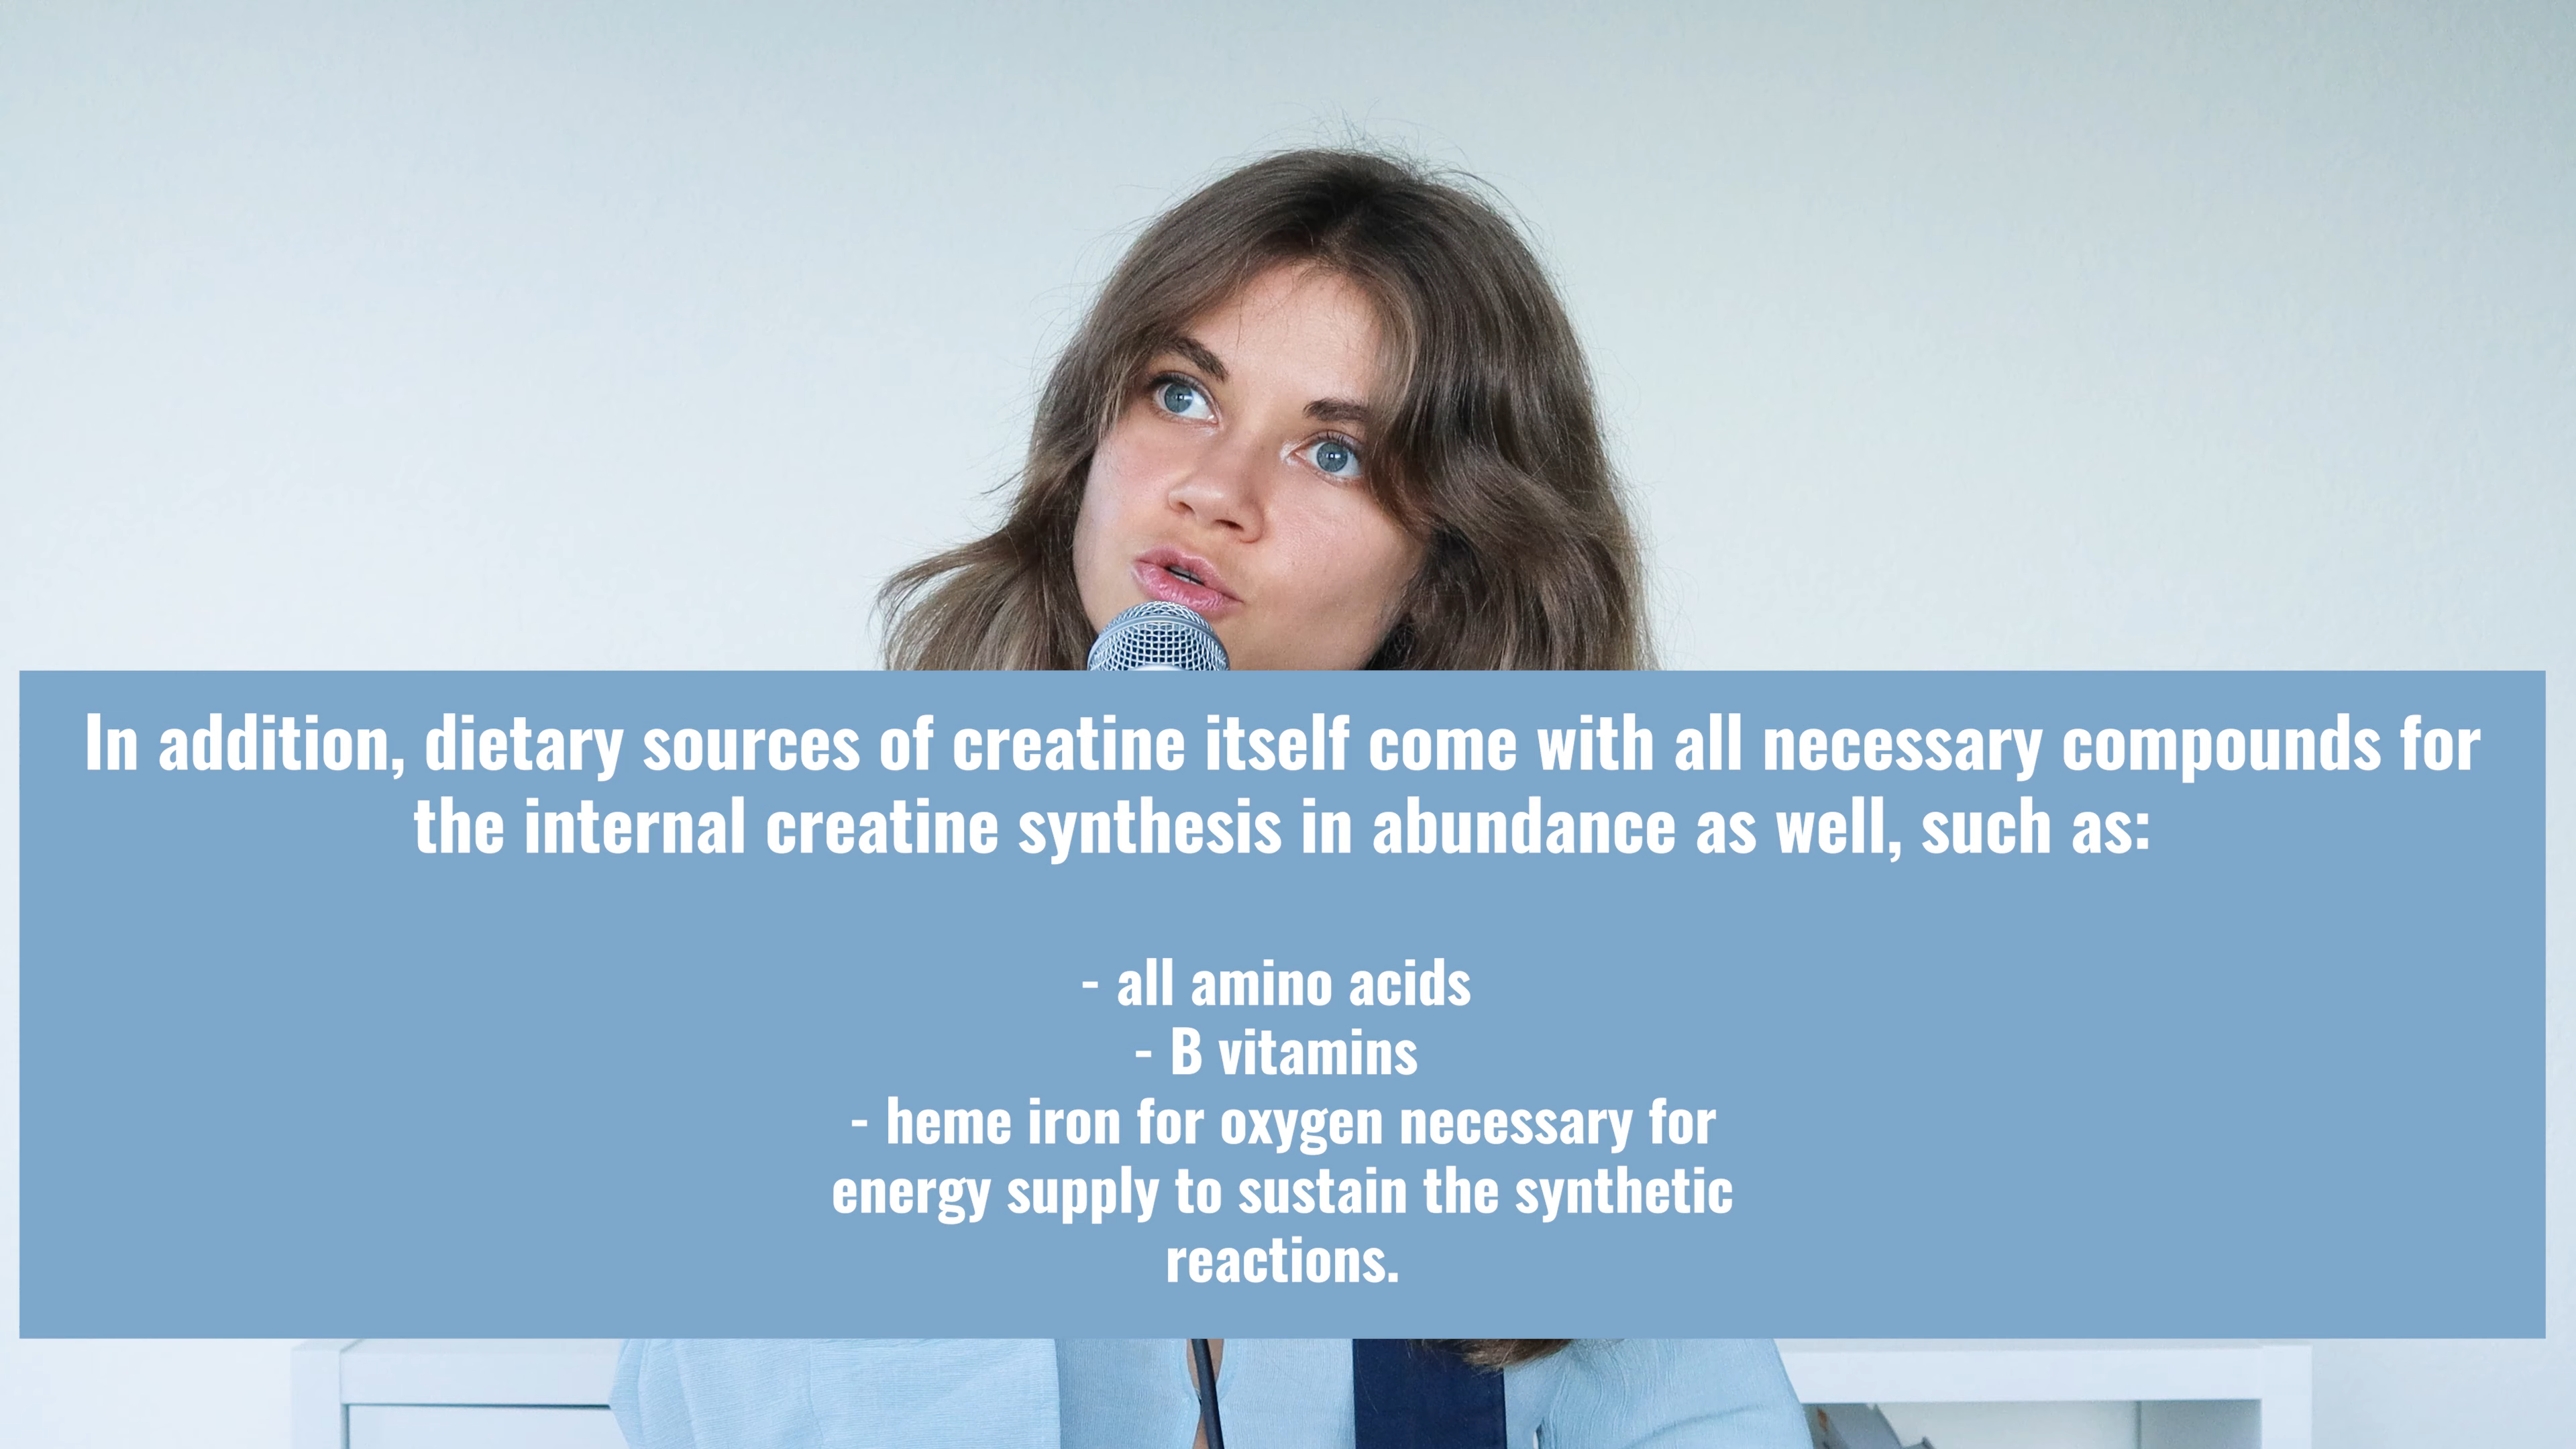 In addition, dietary sources of creatine itself come with all necessary compounds for
the internal creatine synthesis in abundance as well, such as:
- all amino acids
- B vitamins
- heme iron for oxygen necessary for
energy supply to sustain the synthetic
reactions.